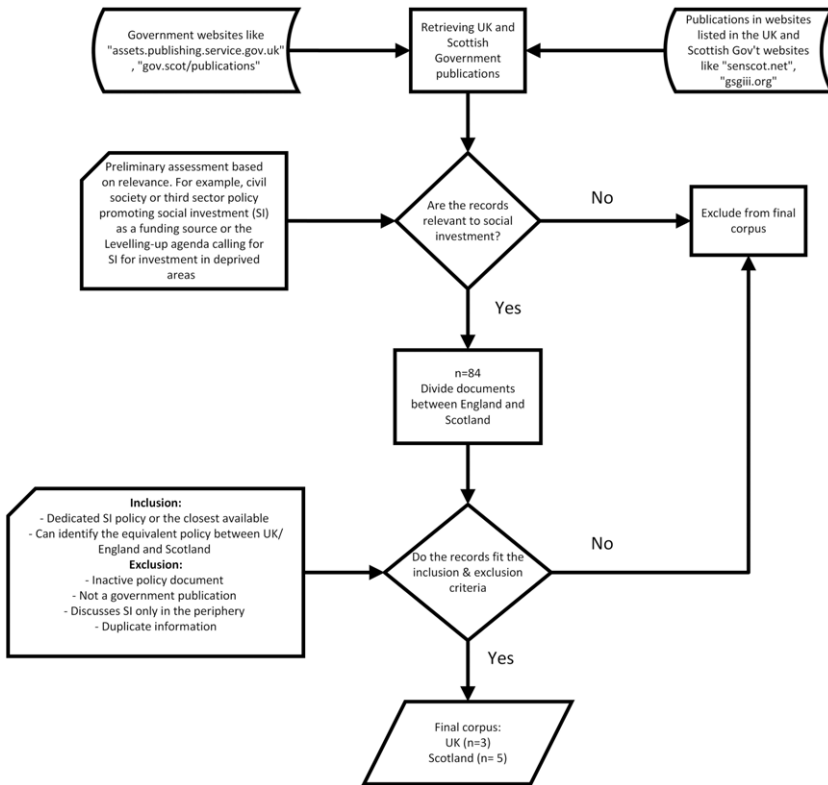 Government websites like
"assets.publishing.service.gov.uk"
, "gov.scot/publications"
Retrieving UK and
Scottish
Government
publications
Publications in websites
listed in the UK and
Scottish Gov't websites
like "senscot.net",
"gsgiii.org"
Preliminary assessment based
on relevance. For example, civil
society or third sector policy
promoting social investment (SI)
as a funding source or the
Levelling-up agenda calling for
SI for investment in deprived
areas
Are the records
relevant to social
investment?
No
Exclude from final
corpus
Yes
n=84
Divide documents
between England and
Scotland
Inclusion:
- Dedicated SI policy or the closest available
- Can identify the equivalent policy between UK/
England and Scotland
Exclusion:
- Inactive policy document
- Not a government publication
- Discusses SI only in the periphery
- Duplicate information
Do the records fit the
inclusion & exclusion
criteria
No
Yes
Final corpus:
UK (n=3)
Scotland (n= 5)